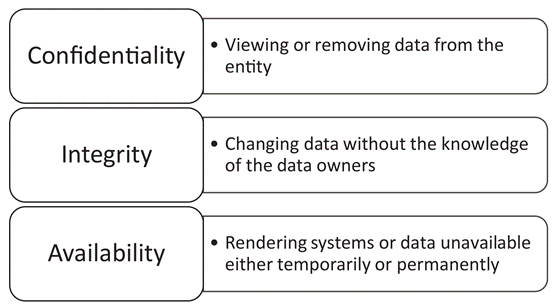 Confidentiality
• Viewing or removing data from the
entity
Integrity
• Changing data without the knowledge
of the data owners
Availability
• Rendering systems or data unavailable
either temporarily or permanently